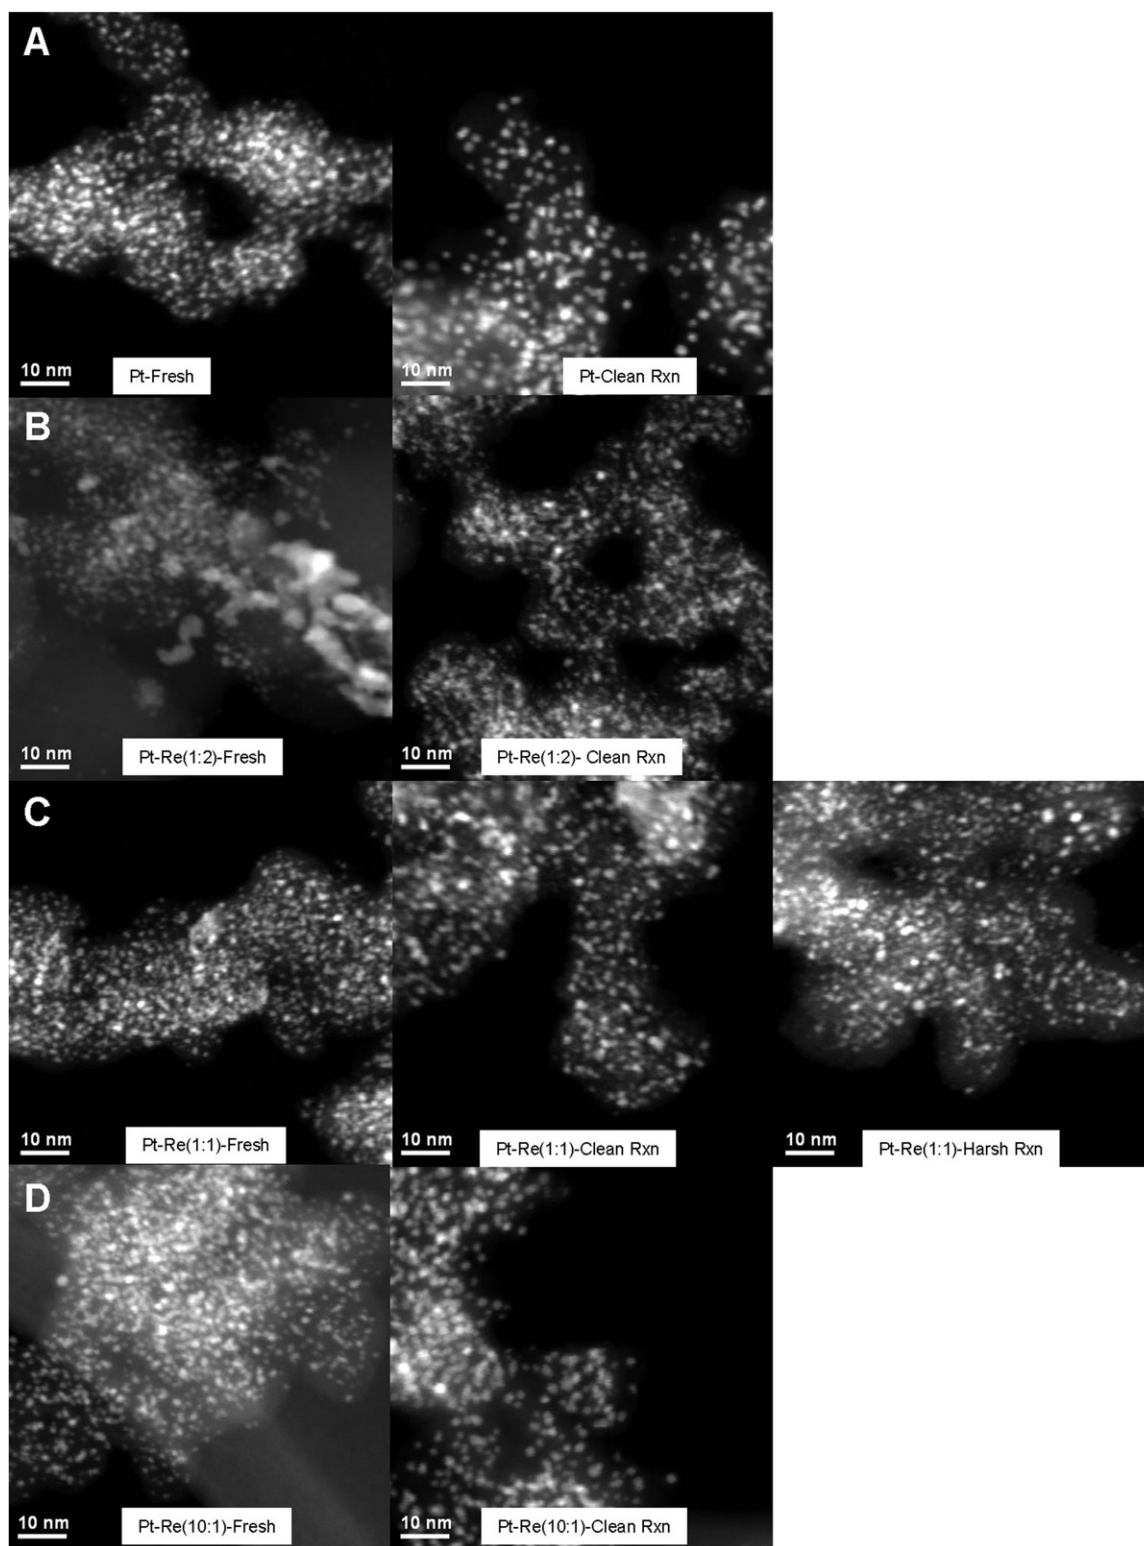 A
10 nm
Pt-Fresh
10 nm
Pt-Clean Rxn
B
10 nm
Pt-Re(1:2)-Fresh
10 nm
Pt-Re(1:2)- Clean Rxn
C
10 nm
Pt-Re(1:1)-Fresh
10 nm
Pt-Re(1:1)-Clean Rxn
10 nm
Pt-Re(1:1)-Harsh Rxn
D
10 nm
Pt-Re(10:1)-Fresh
10 nm
Pt-Re(10:1)-Clean Rxn